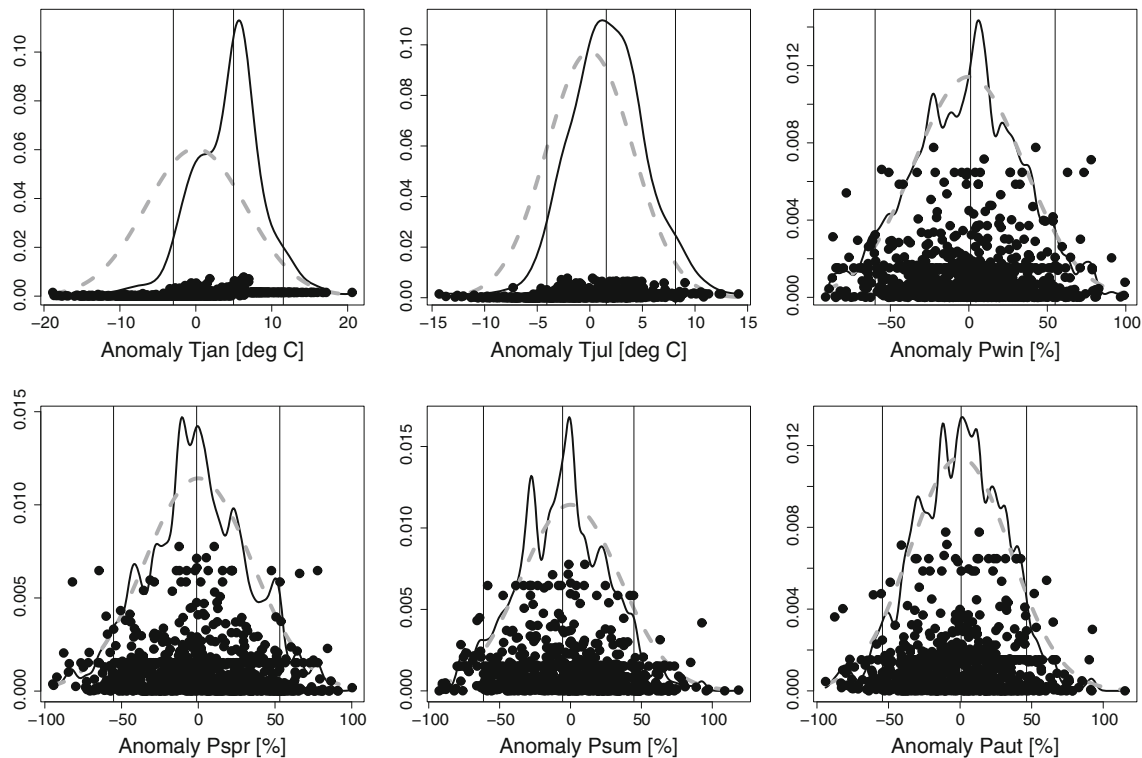 0.00 0.02 0.04 0.06 0.08 0.10
−20 −10 0 10 20
Anomaly Tjan [deg C]
0.00 0.02 0.04 0.06 0.08 0.10
−15 −10 −5 0 5 10 15
Anomaly Tjul [deg C]
0.000 0.004 0.008 0.012
−50 0 50 100
Anomaly Pwin [%]
0.000 0.005 0.010 0.015
−100 −50 0 50 100
Anomaly Pspr [%]
0.000 0.005 0.010 0.015
−100 −50 0 50 100
Anomaly Psum [%]
0.000 0.004 0.008 0.012
−100 −50 0 50 100
Anomaly Paut [%]